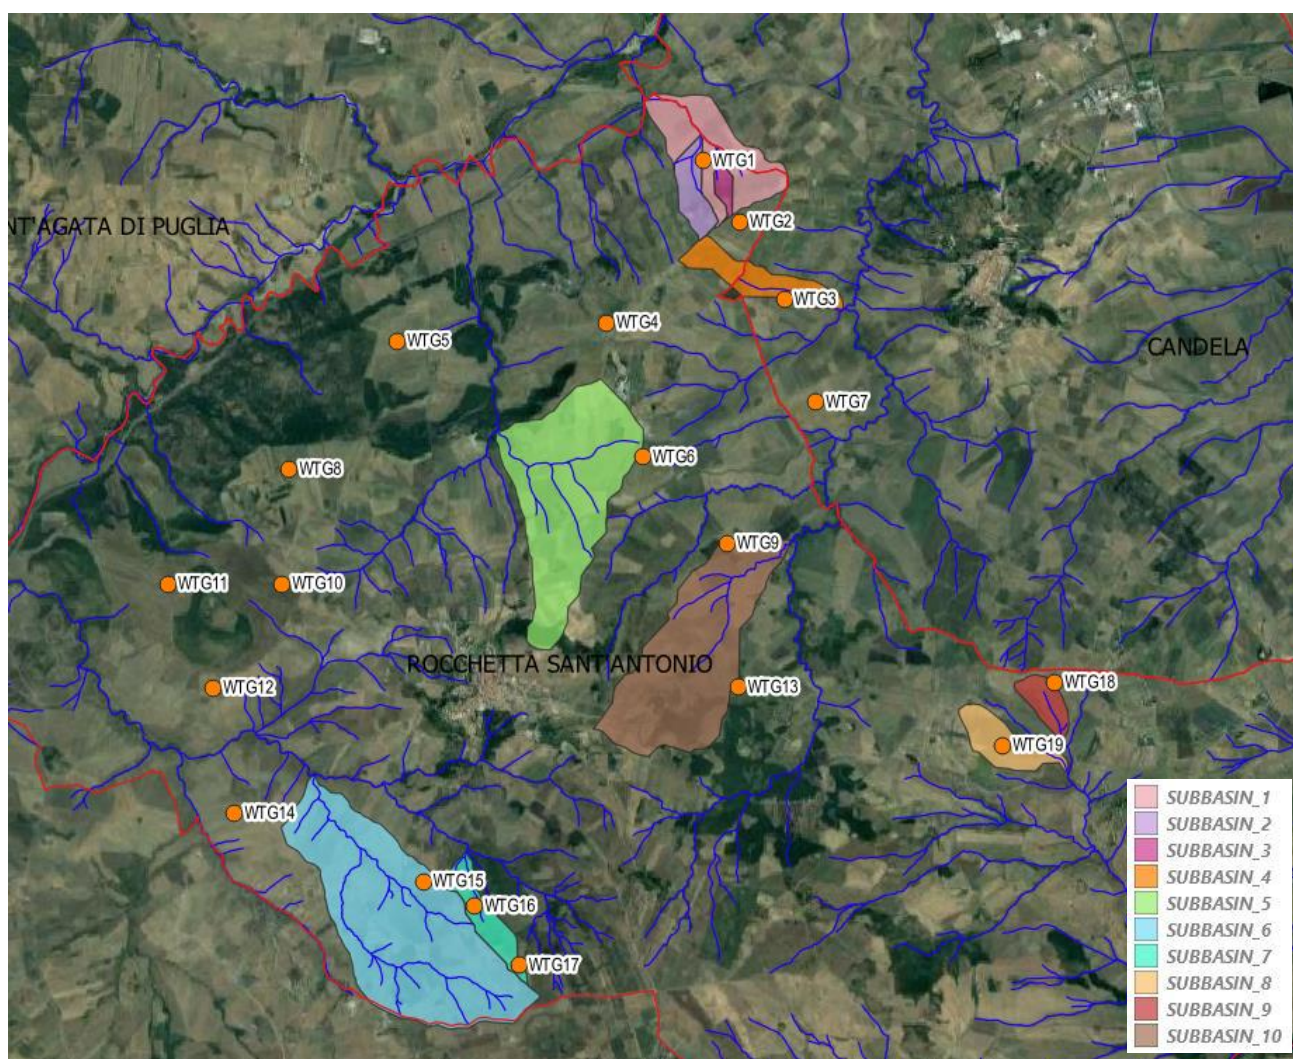 WTG1
WTG2
NT'AGATA DI PUGLIA
WTG3
WTG4
WTG5
CANDELA
WTG7
WTG6
WTG8
WTG9
WTG11
WTG10
ROCCHETTA SANT'ANTONIO
WTG12
WTG13
WTG18
WTG19
WTG14
WTG15
WTG16
WTG17
SUBBASIN_1
SUBBASIN_2
SUBBASIN_3
SUBBASIN_4
SUBBASIN_5
SUBBASIN_6
SUBBASIN_7
SUBBASIN_8
SUBBASIN_9
SUBBASIN_10